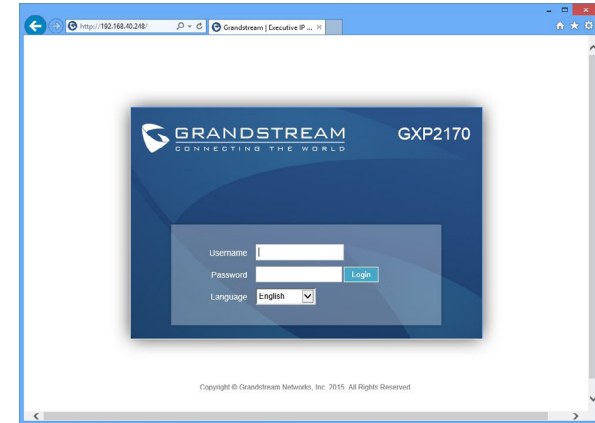 http://192.168.40.248/
Grandstream | Executive IP ...
GRANDSTREAM
CONNECTING THE WORLD
GXP2170
Username
Password
Login
Language English
Copyright © Grandstream Networks, Inc. 2015. All Rights Reserved.